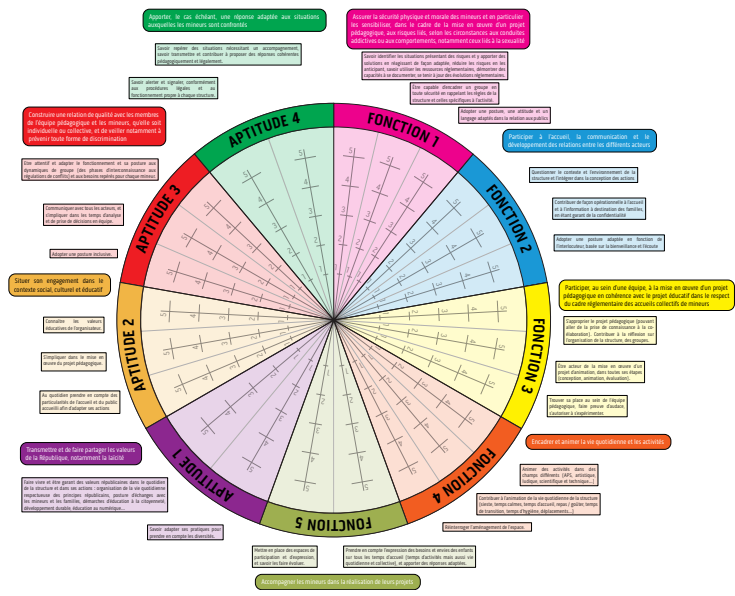 Apporter, le cas échéant, une réponse adaptée aux situations
auxquelles les mineurs sont confrontés
Savoir repérer des situations nécessitant un accompagnement,
savoir transmettre et contribuer à proposer des réponses cohérentes
pédagogiquement et légalement.
Savoir alerter et signaler, conformément
aux procédures légales et au
fonctionnement propre à chaque structure.
Assurer la sécurité physique et morale des mineurs et en particulier
les sensibiliser, dans le cadre de la mise en œuvre d'un projet
pédagogique, aux risques liés, selon les circonstances aux conduites
addictives ou aux comportements, notamment ceux liés à la sexualité
Savoir identifier les situations présentant des risques et y apporter des
solutions en réagissant de façon adaptée, réduire les risques en les
anticipant, savoir utiliser les ressources réglementaires, démontrer des
capacités à se documenter, se tenir à jour des évolutions réglementaires.
Être capable d'encadrer un groupe en
toute sécurité en rappelant les règles de la
structure et celles spécifiques à l'activité.
Adopter une posture, une attitude et un
langage adaptés dans la relation aux publics
Construire une relation de qualité avec les membres
de l'équipe pédagogique et les mineurs, qu'elle soit
individuelle ou collective, et de veiller notamment à
prévenir toute forme de discrimination
Etre attentif et adapter le fonctionnement et sa posture aux
dynamiques de groupe (des phases d'interconnaissance aux
régulations de conflits) et aux besoins repérés pour chaque mineur.
Communiquer avec tous les acteurs, et
s'impliquer dans les temps d'analyse
et de prise de décisions en équipe.
Adopter une posture inclusive.
Participer à l'accueil, la communication et le
développement des relations entre les différents acteurs
Questionner le contexte et l'environnement de la
structure et l'intégrer dans la conception des actions
Contribuer de façon opérationnelle à l'accueil
et à l'information à destination des familles,
en étant garant de la confidentialité
Adopter une posture adaptée en fonction de
l'interlocuteur, basée sur la bienveillance et l'écoute
Situer son engagement dans le
contexte social, culturel et éducatif
Connaître les valeurs
éducatives de l'organisateur.
S'impliquer dans la mise en
œuvre du projet pédagogique.
Au quotidien prendre en compte des
particularités de l'accueil et du public
accueilli afin d'adapter ses actions
Participer, au sein d'une équipe, à la mise en œuvre d'un projet
pédagogique en cohérence avec le projet éducatif dans le respect
du cadre réglementaire des accueils collectifs de mineurs
S'approprier le projet pédagogique (pouvant
aller de la prise de connaissance à la co-
élaboration). Contribuer à la réflexion sur
l'organisation de la structure, des groupes.
Etre acteur de la mise en œuvre d'un
projet d'animation, dans toutes ses étapes
(conception, animation, évaluation).
Trouver sa place au sein de l'équipe
pédagogique, faire preuve d'audace,
s'autoriser à s'expérimenter.
Transmettre et de faire partager les valeurs
de la République, notamment la laïcité
Faire vivre et être garant des valeurs républicaines dans le quotidien
de la structure et dans ses actions : organisation de la vie quotidienne
respectueuse des principes républicains, posture d'échanges avec
les mineurs et les familles, démarches d'éducation à la citoyenneté,
développement durable, éducation au numérique...
Savoir adapter ses pratiques pour
prendre en compte les diversités.
Encadrer et animer la vie quotidienne et les activités
Animer des activités dans des
champs différents (APS, artistique,
ludique, scientifique et technique...)
Contribuer à l'animation de la vie quotidienne de la structure
(sieste, temps calmes, temps d'accueil, repas / goûter, temps
de transition, temps d'hygiène, déplacements...)
Réinterroger l'aménagement de l'espace.
Mettre en place des espaces de
participation et d'expression,
et savoir les faire évoluer.
Prendre en compte l'expression des besoins et envies des enfants
sur tous les temps d'accueil (temps d'activités mais aussi vie
quotidienne et collective), et apporter des réponses adaptées.
Accompagner les mineurs dans la réalisation de leurs projets
APTITUDE 4
FONCTION 1
FONCTION 2
FONCTION 3
FONCTION 4
FONCTION 5
APTITUDE 1
APTITUDE 2
APTITUDE 3